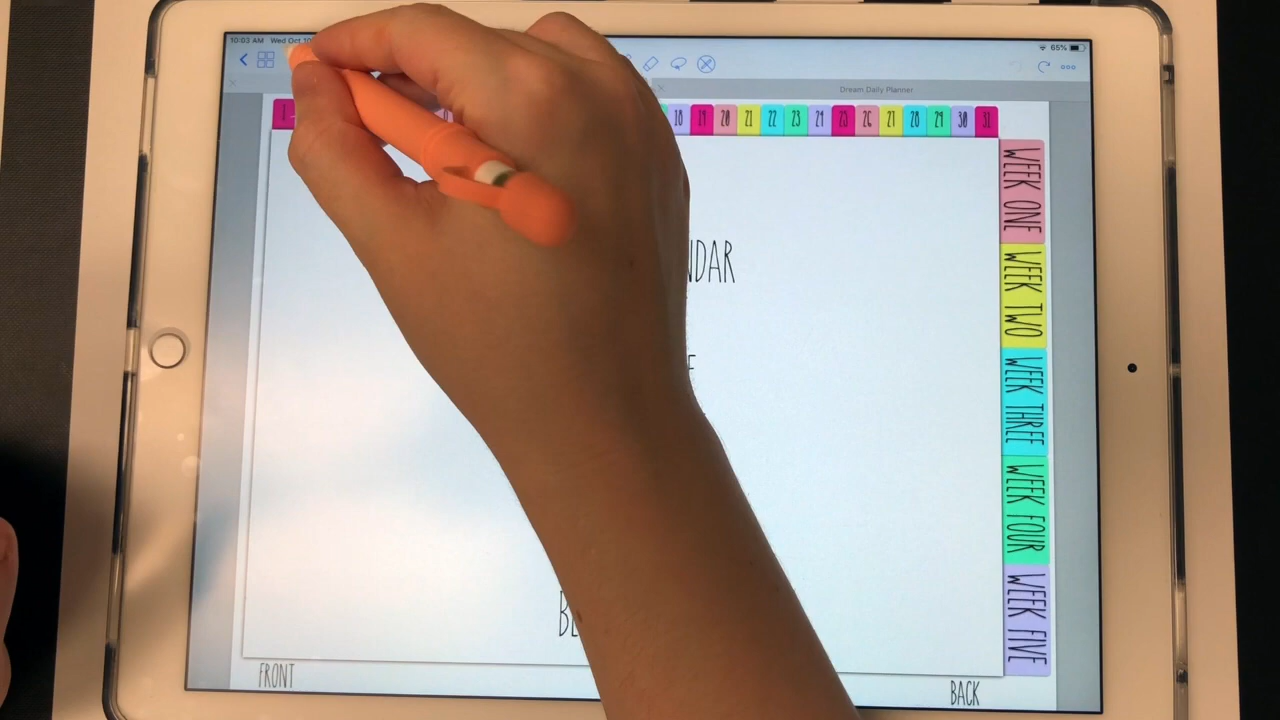 10:03 AM Wed Oct 10
65%
Dream Daily Planner
1
18 19 20 21 22 23 24 25 26 27 28 29 30 31
WEEK ONE
WEEK TWO
WEEK THREE
WEEK FOUR
WEEK FIVE
FRONT
BACK